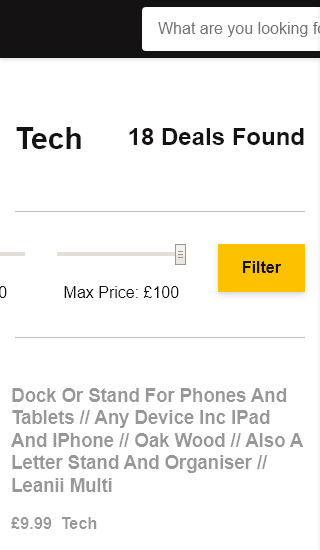 What are you looking fo
Tech
18 Deals Found
0
Max Price: £100
Filter
Dock Or Stand For Phones And
Tablets // Any Device Inc IPad
And IPhone // Oak Wood // Also A
Letter Stand And Organiser //
Leanii Multi
£9.99 Tech